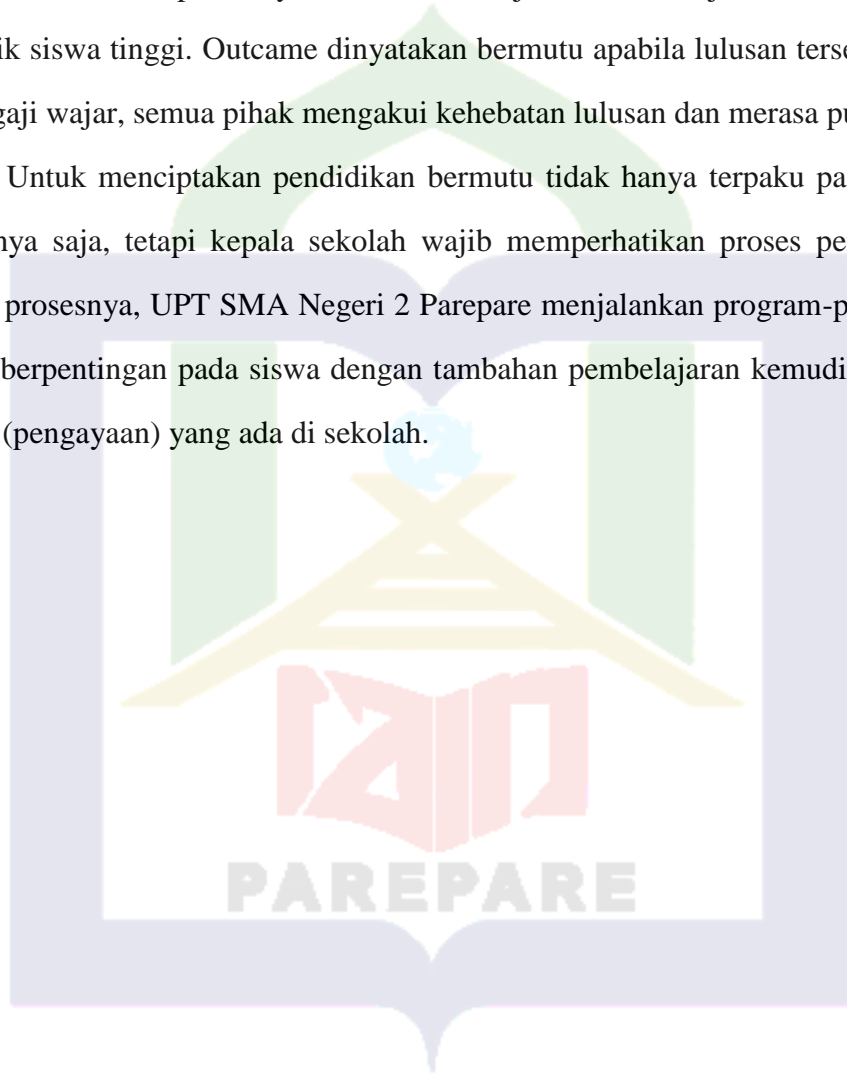 ik siswa tinggi. Outcame dinyatakan bermutu apabila lulusan terse
gaji wajar, semua pihak mengakui kehebatan lulusan dan merasa pu
Untuk menciptakan pendidikan bermutu tidak hanya terpaku pa
nya saja, tetapi kepala sekolah wajib memperhatikan proses pe
prosesnya, UPT SMA Negeri 2 Parepare menjalankan program-p
berpentingan pada siswa dengan tambahan pembelajaran kemudi
(pengayaan) yang ada di sekolah.
iain
PAREPARE